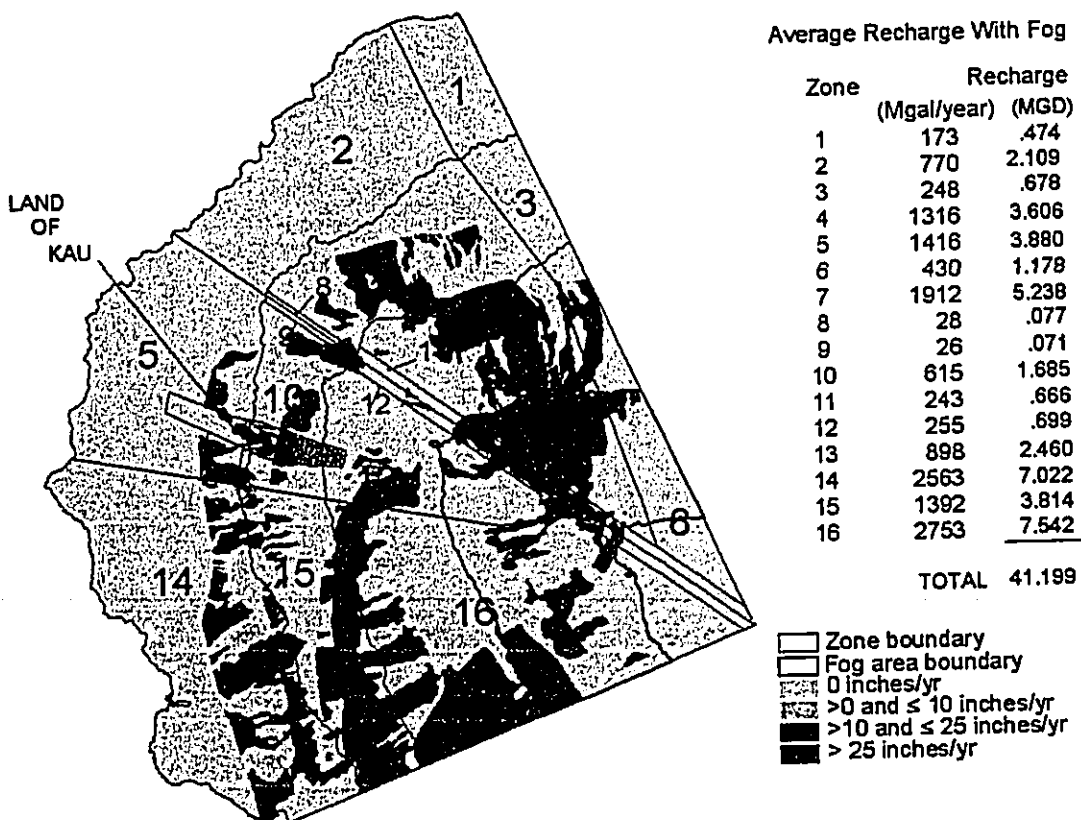 Average Recharge With Fog
Zone Recharge
(Mgal/year) (MGD)
1 173 .474
2 770 2.109
3 248 .678
4 1316 3.606
5 1416 3.880
6 430 1.178
7 1912 5.238
8 28 .077
9 26 .071
10 615 1.685
11 243 .666
12 255 .699
13 898 2.460
14 2563 7.022
15 1392 3.814
16 2753 7.542
TOTAL 41.199
Zone boundary
Fog area boundary
0 inches/yr
>0 and ≤ 10 inches/yr
>10 and ≤ 25 inches/yr
> 25 inches/yr
LAND
OF
KAU
1
2
3
8
9
5
10
12
6
14
15
16